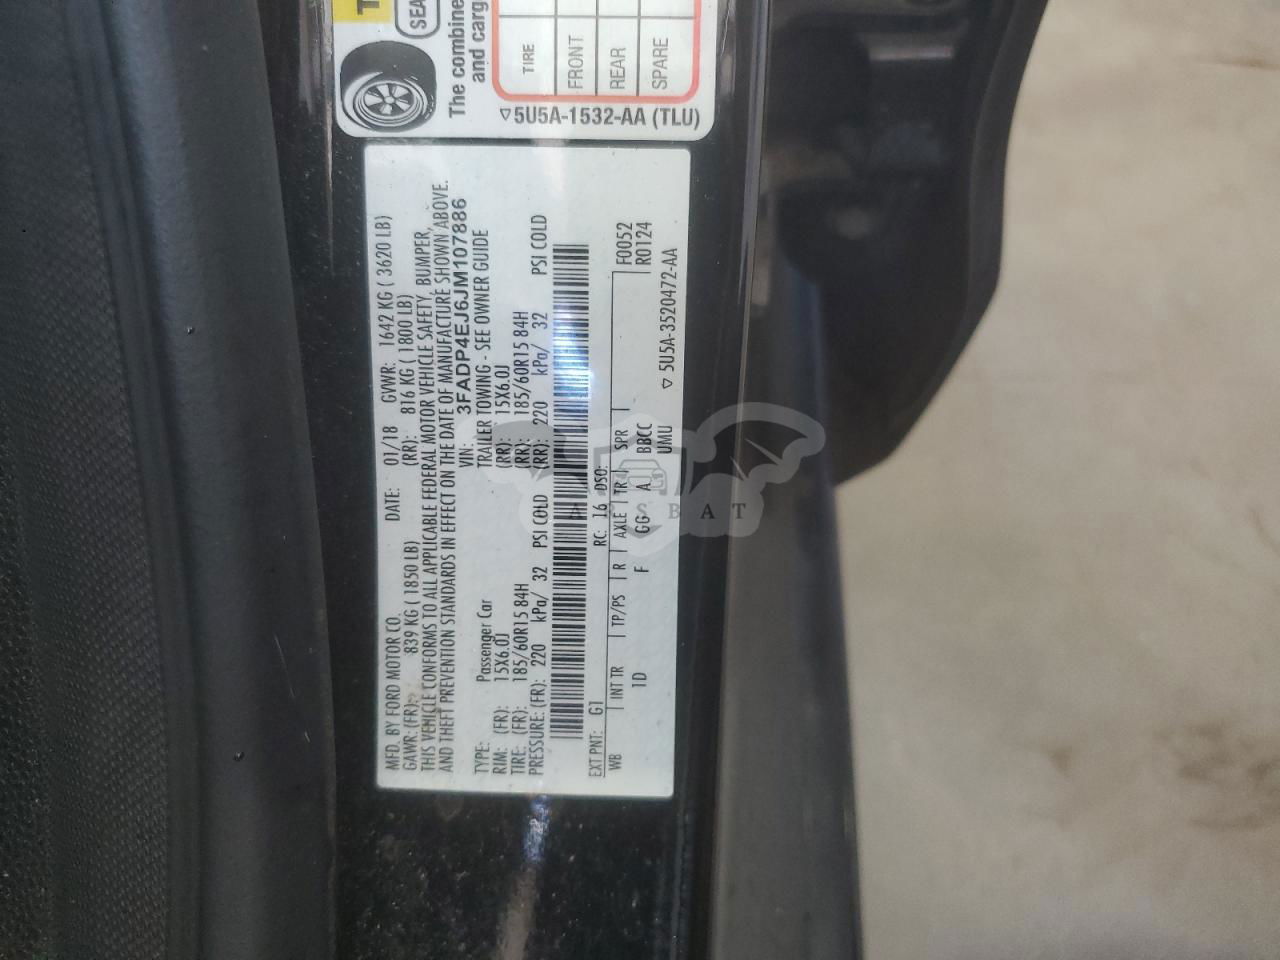 MFD. BY FORD MOTOR CO.
DATE: 01/18 GVWR: 1642 KG ( 3620 LB)
GAWR:(FR): 839 KG ( 1850 LB) (RR): 816 KG ( 1800 LB)
THIS VEHICLE CONFORMS TO ALL APPLICABLE FEDERAL MOTOR VEHICLE SAFETY, BUMPER,
AND THEFT PREVENTION STANDARDS IN EFFECT ON THE DATE OF MANUFACTURE SHOWN ABOVE.
VIN: 3FADP4EJ6JM107886
TYPE: Passenger Car TRAILER TOWING - SEE OWNER GUIDE
RIM: (FR): 15X6.0J (RR): 15X6.0J
TIRE: (FR): 185/60R15 84H (RR): 185/60R15 84H
PRESSURE: (FR): 220 kPa/ 32 PSI COLD (RR): 220 kPa/ 32 PSI COLD
EXT PNT: G1 RC: 16 DSO: F0052
WB INT TR TP/PS R AXLE TR SPR R0124
1D F GG A BBCC
UMU
▽ 5U5A-3520472-AA
T
SEA
The combine
and carg
TIRE
FRONT
REAR
SPARE
▽5U5A-1532-AA (TLU)
A RSBAT